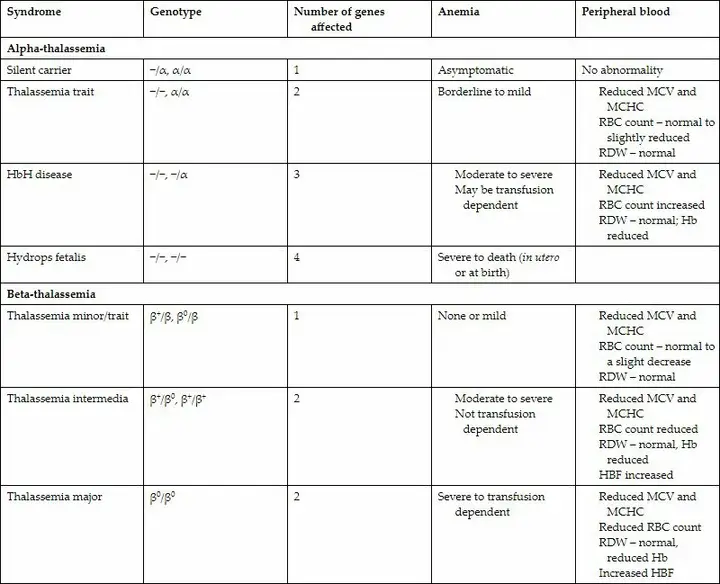 Syndrome Genotype Number of genes affected Anemia Peripheral blood
Alpha-thalassemia
Silent carrier −/α, α/α 1 Asymptomatic No abnormality
Thalassemia trait −/−, α/α 2 Borderline to mild Reduced MCV and
MCHC
RBC count – normal to
slightly reduced
RDW – normal
HbH disease −/−, −/α 3 Moderate to severe
May be transfusion
dependent
Reduced MCV and
MCHC
RBC count increased
RDW – normal; Hb
reduced
Hydrops fetalis −/−, −/− 4 Severe to death (in utero
or at birth)
Beta-thalassemia
Thalassemia minor/trait β⁺/β, β⁰/β 1 None or mild Reduced MCV and
MCHC
RBC count – normal to
a slight decrease
RDW – normal
Thalassemia intermedia β⁺/β⁰, β⁺/β⁺ 2 Moderate to severe
Not transfusion
dependent
Reduced MCV and
MCHC
RBC count reduced
RDW – normal, Hb
reduced
HBF increased
Thalassemia major β⁰/β⁰ 2 Severe to transfusion
dependent
Reduced MCV and
MCHC
Reduced RBC count
RDW – normal,
reduced Hb
Increased HBF